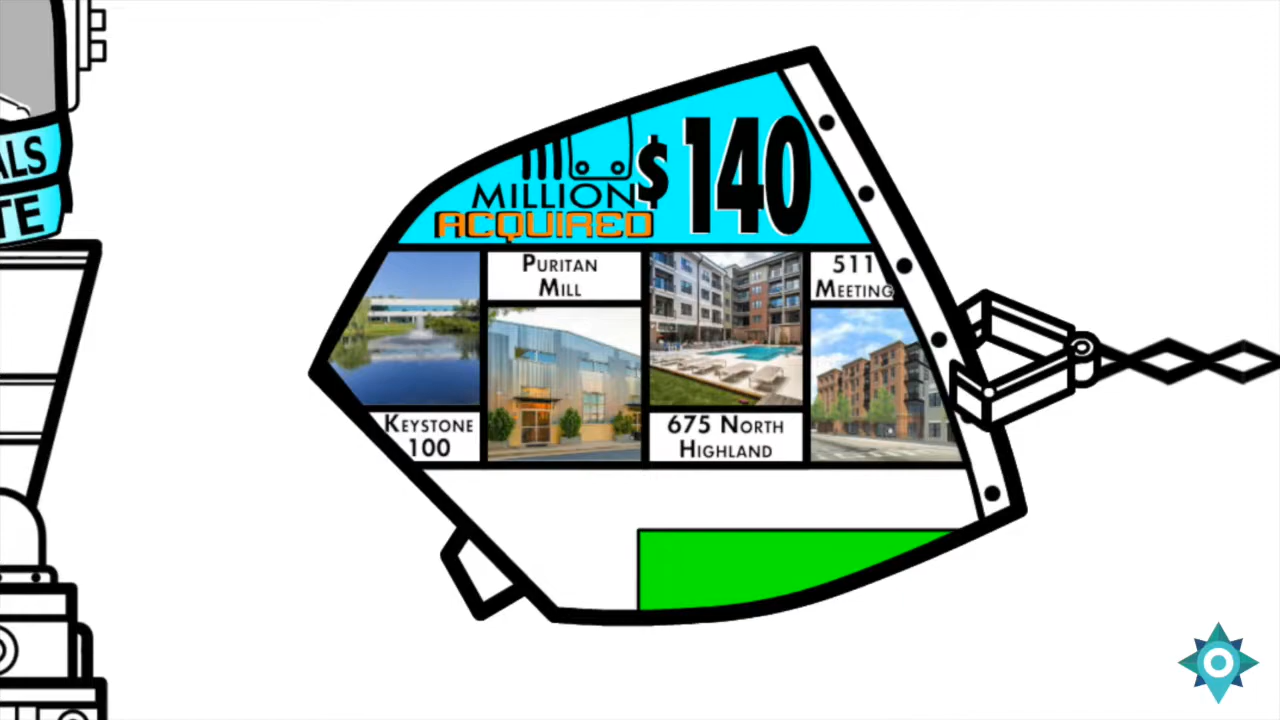 ALS
TE
$140
MILLION
ACQUIRED
PURITAN
MILL
511
MEETING
KEYSTONE
100
675 NORTH
HIGHLAND